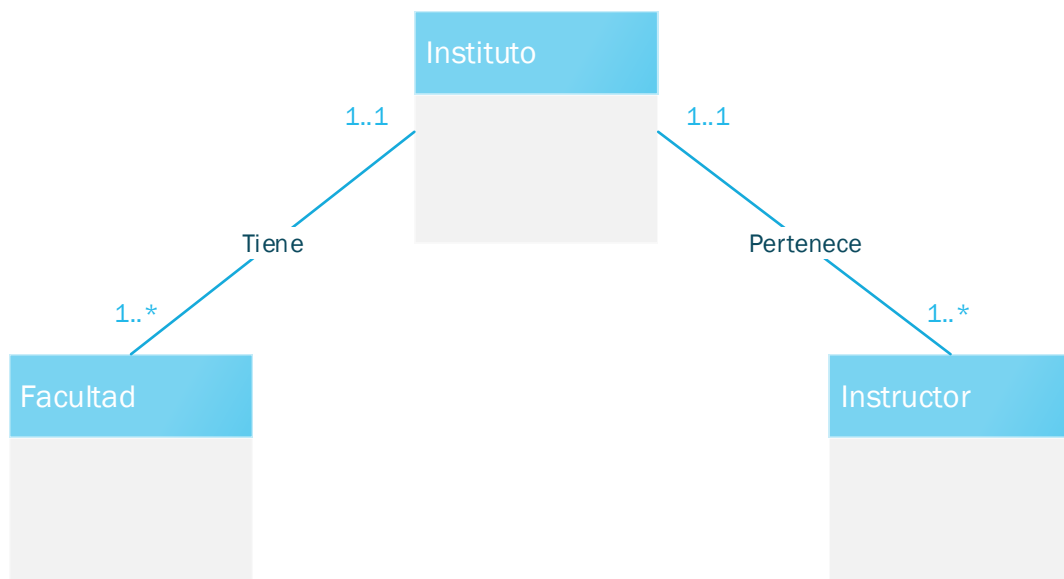 Instituto
1..1
1..1
Tiene
Pertenece
1..*
1..*
Facultad
Instructor